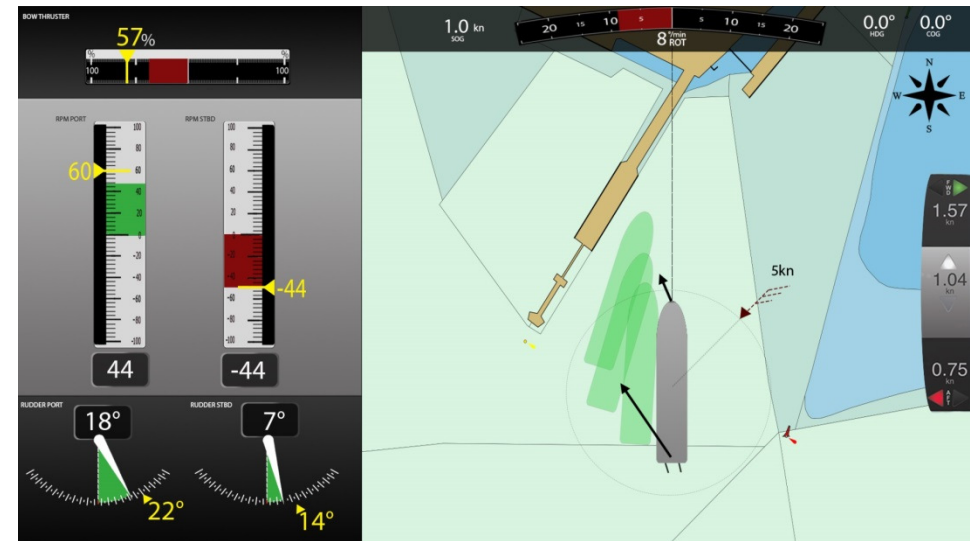 BOW THRUSTER
57%
% %
100 100
RPM PORT
100
80
60
40
20
0
-20
-40
-60
-80
-100
60
44
RPM STBD
100
80
60
40
20
0
-20
-40
-60
-80
-100
-44
-44
RUDDER PORT
18°
22°
RUDDER STBD
7°
14°
1.0 kn
SOG
20 15 10 5 5 10 15 20
8 °/min
ROT
0.0°
HDG
0.0°
COG
N
W E
S
5kn
FWD
1.57
kn
1.04
kn
0.75
kn
AFT